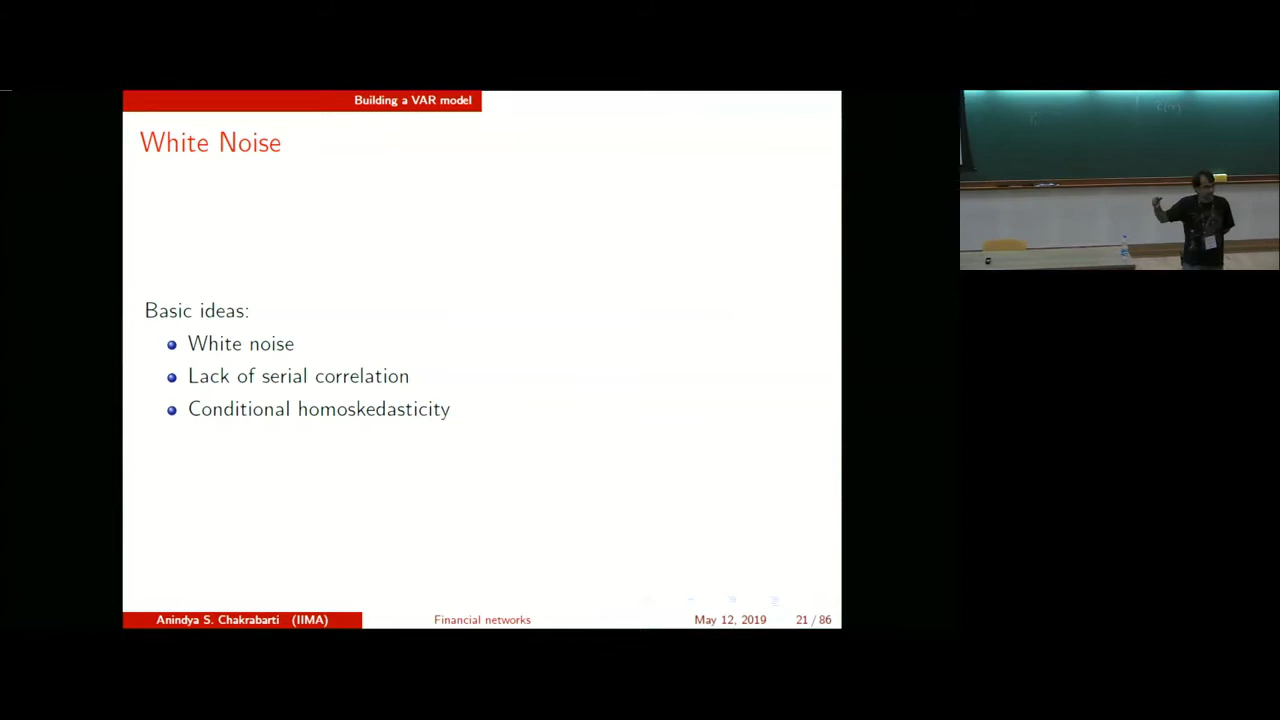 Building a VAR model
White Noise
Basic ideas:
White noise
Lack of serial correlation
Conditional homoskedasticity
Anindya S. Chakrabarti (IIMA) Financial networks May 12, 2019 21 / 86